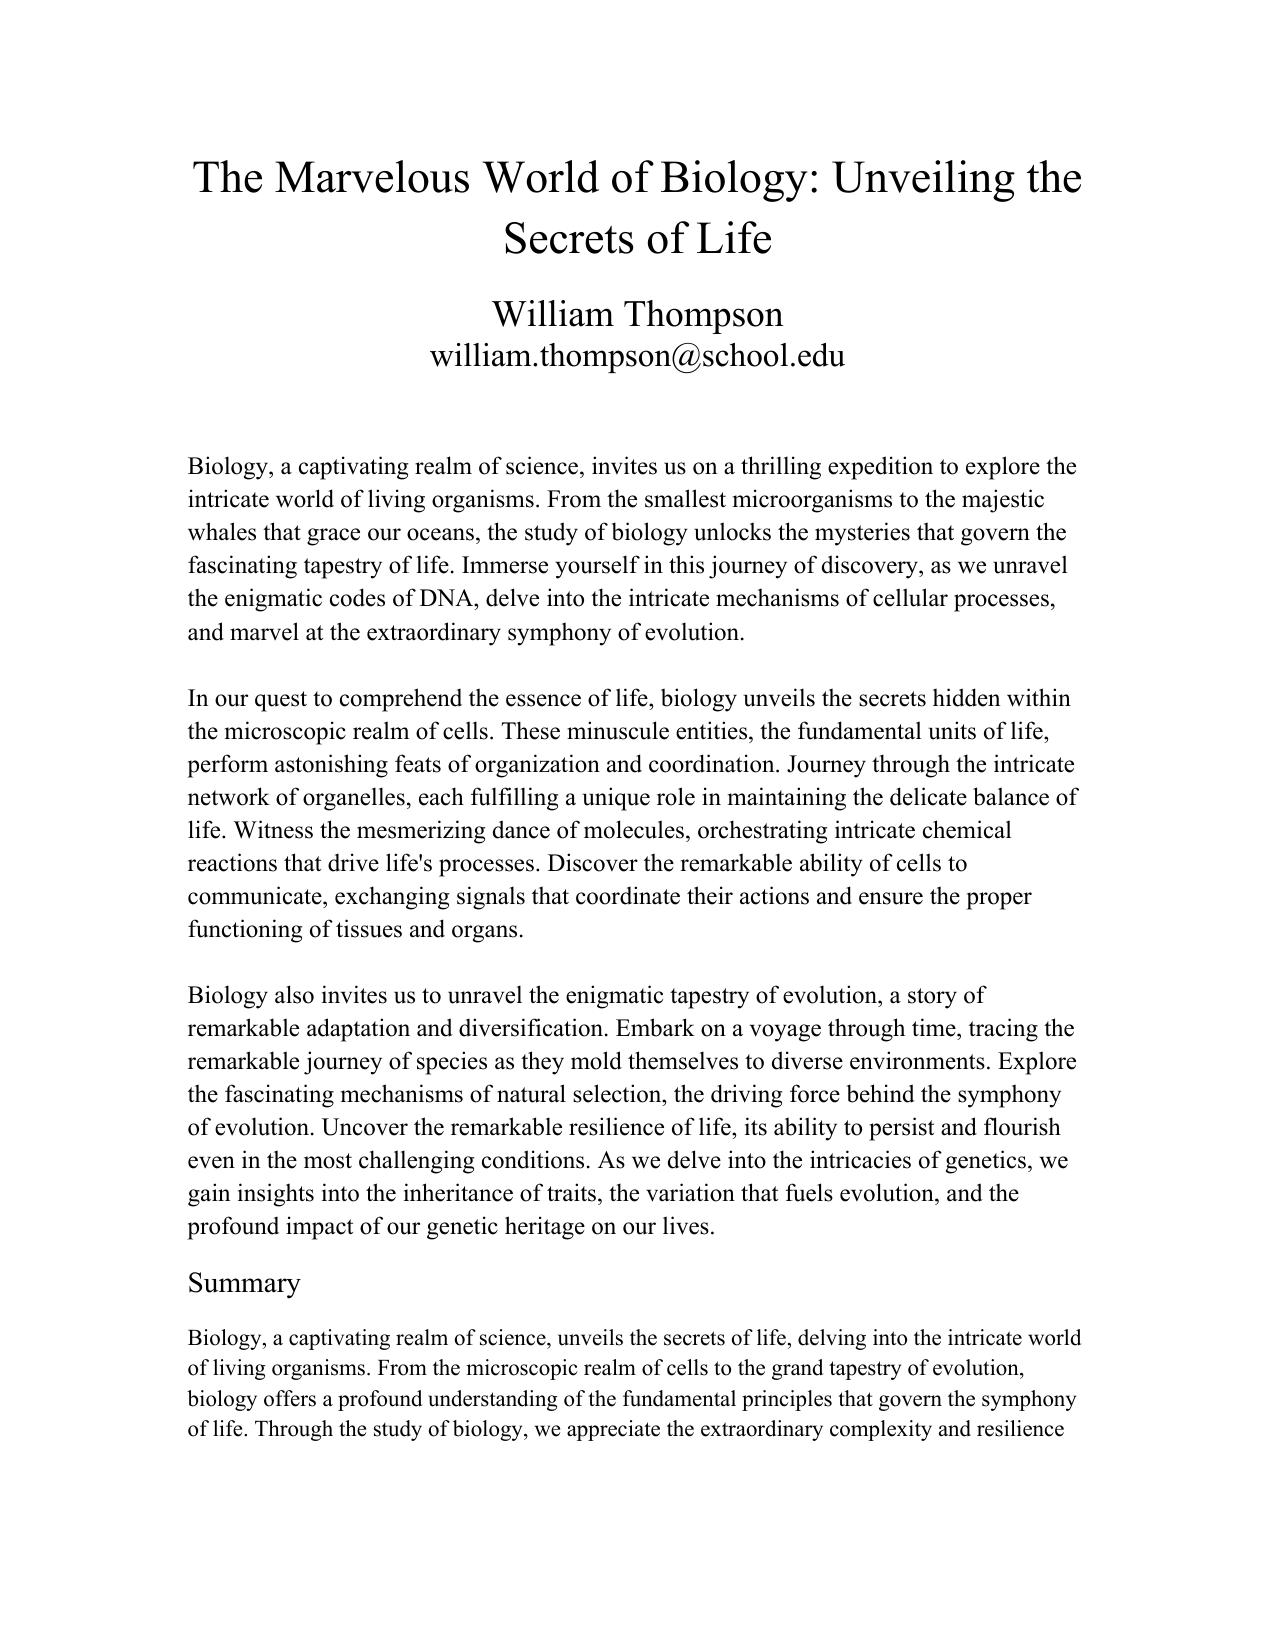 The Marvelous World of Biology: Unveiling the
Secrets of Life
William Thompson
william.thompson@school.edu
Biology, a captivating realm of science, invites us on a thrilling expedition to explore the
intricate world of living organisms. From the smallest microorganisms to the majestic
whales that grace our oceans, the study of biology unlocks the mysteries that govern the
fascinating tapestry of life. Immerse yourself in this journey of discovery, as we unravel
the enigmatic codes of DNA, delve into the intricate mechanisms of cellular processes,
and marvel at the extraordinary symphony of evolution.
In our quest to comprehend the essence of life, biology unveils the secrets hidden within
the microscopic realm of cells. These minuscule entities, the fundamental units of life,
perform astonishing feats of organization and coordination. Journey through the intricate
network of organelles, each fulfilling a unique role in maintaining the delicate balance of
life. Witness the mesmerizing dance of molecules, orchestrating intricate chemical
reactions that drive life's processes. Discover the remarkable ability of cells to
communicate, exchanging signals that coordinate their actions and ensure the proper
functioning of tissues and organs.
Biology also invites us to unravel the enigmatic tapestry of evolution, a story of
remarkable adaptation and diversification. Embark on a voyage through time, tracing the
remarkable journey of species as they mold themselves to diverse environments. Explore
the fascinating mechanisms of natural selection, the driving force behind the symphony
of evolution. Uncover the remarkable resilience of life, its ability to persist and flourish
even in the most challenging conditions. As we delve into the intricacies of genetics, we
gain insights into the inheritance of traits, the variation that fuels evolution, and the
profound impact of our genetic heritage on our lives.
Summary
Biology, a captivating realm of science, unveils the secrets of life, delving into the intricate world
of living organisms. From the microscopic realm of cells to the grand tapestry of evolution,
biology offers a profound understanding of the fundamental principles that govern the symphony
of life. Through the study of biology, we appreciate the extraordinary complexity and resilience